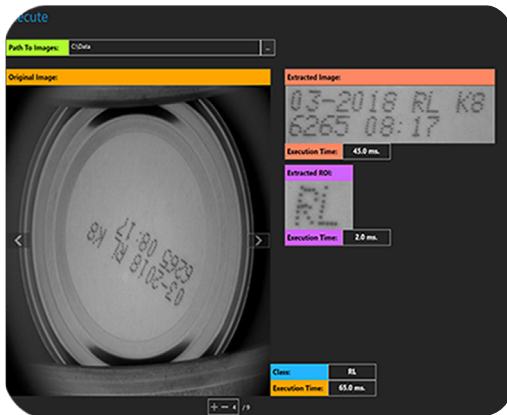 ecute
Path To Images: C:\Data ...
Original Image:
03-2018 RL K8
6265 08:17
Extracted Image:
03-2018 RL K8
6265 08:17
Execution Time: 45.0 ms.
Extracted ROI:
RL
Execution Time: 2.0 ms.
Class: RL
Execution Time: 65.0 ms.
+ − 4 / 9